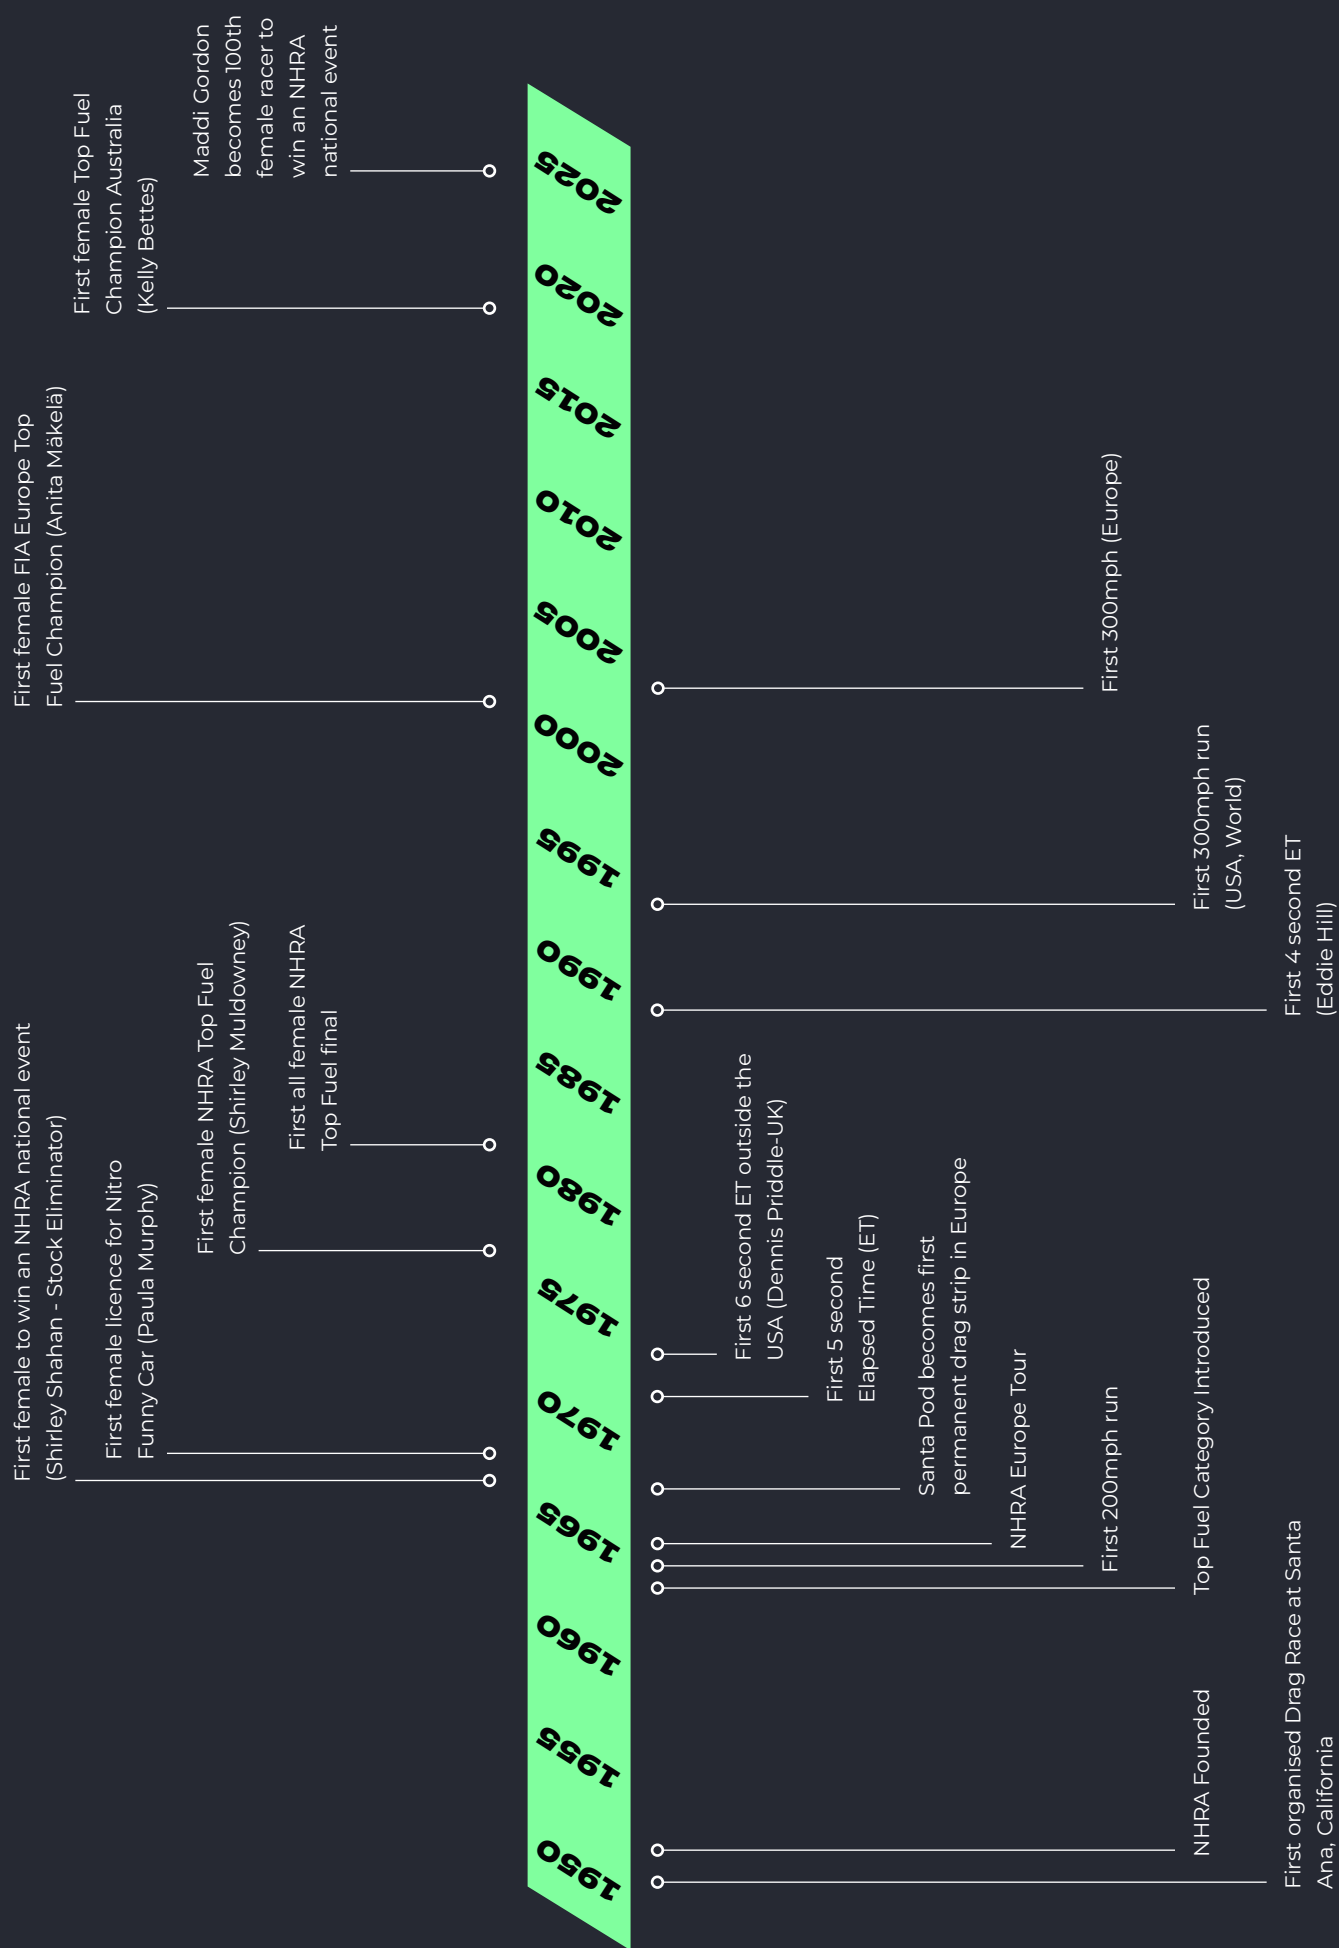 First female to win an NHRA national event
(Shirley Shahan - Stock Eliminator)
First female licence for Nitro
Funny Car (Paula Murphy)
First female NHRA Top Fuel
Champion (Shirley Muldowney)
First all female NHRA
Top Fuel final
First female FIA Europe Top
Fuel Champion (Anita Mäkelä)
First female Top Fuel
Champion Australia
(Kelly Bettes)
Maddi Gordon
becomes 100th
female racer to
win an NHRA
national event
1950
1955
1960
1965
1970
1975
1980
1985
1990
1995
2000
2005
2010
2015
2020
2025
First organised Drag Race at Santa
Ana, California
NHRA Founded
Top Fuel Category Introduced
First 200mph run
NHRA Europe Tour
Santa Pod becomes first
permanent drag strip in Europe
First 5 second
Elapsed Time (ET)
First 6 second ET outside the
USA (Dennis Priddle-UK)
First 4 second ET
(Eddie Hill)
First 300mph run
(USA, World)
First 300mph (Europe)